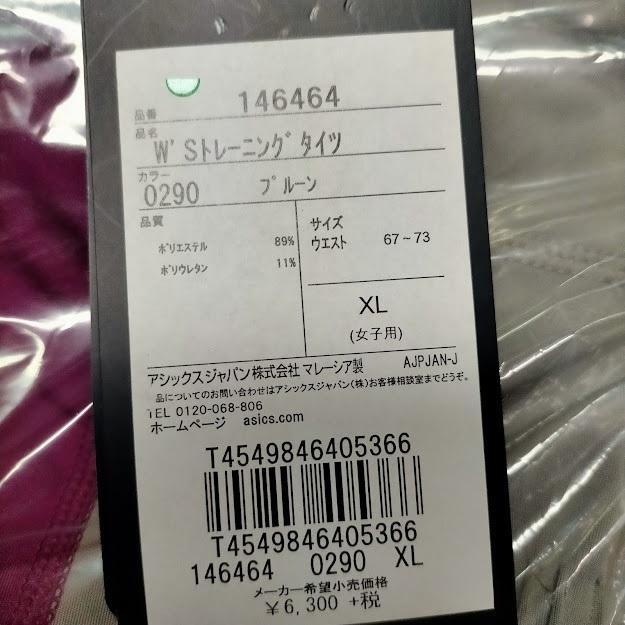 品番 146464
品名
W'Sトレーニングタイツ
カラー
0290 プルーン
品質
ポリエステル 89%
ポリウレタン 11%
サイズ
ウエスト 67~73
XL
(女子用)
アシックスジャパン株式会社 マレーシア製 AJPJAN-J
品についてのお問い合わせはアシックスジャパン(株)お客様相談室までどうぞ。
TEL 0120-068-806
ホームページ asics.com
T4549846405366
T4549846405366
146464 0290 XL
メーカー希望小売価格
¥6,300 +税